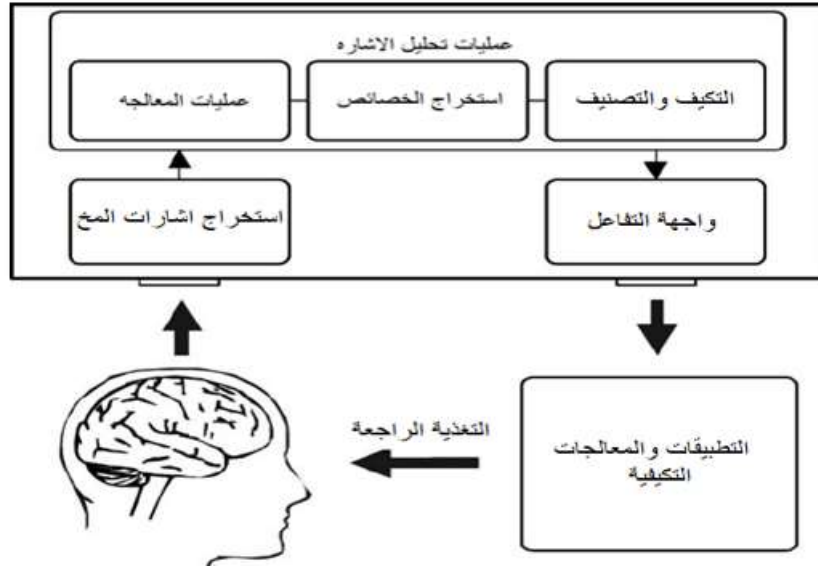 عمليات تحليل الاشاره
التكيف والتصنيف
استخراج الخصائص
عمليات المعالجه
واجهة التفاعل
استخراج اشارات المخ
التغذية الراجعة
التطبيقات والمعالجات
التكيفية